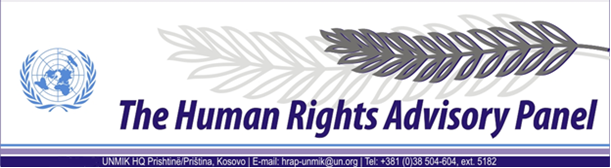 The Human Rights Advisory Panel
UNMIK HQ Prishtinë/Priština, Kosovo | E-mail: hrap-unmik@un.org | Tel: +381 (0)38 504-604, ext. 5182